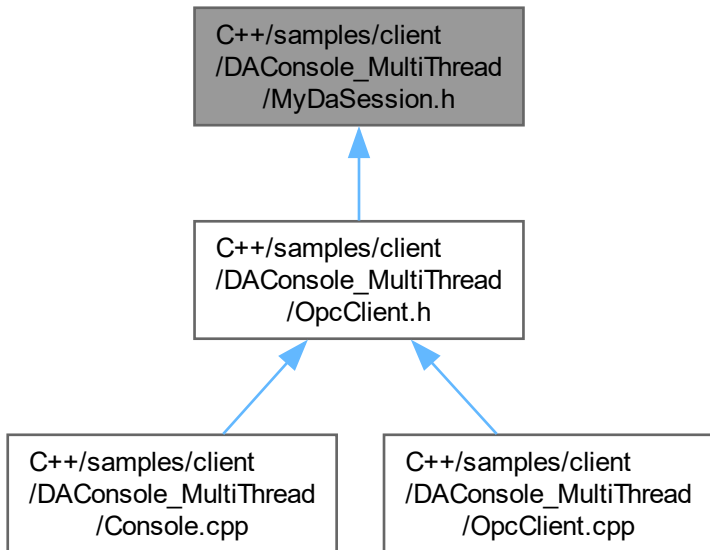 C++/samples/client
/DAConsole_MultiThread
/MyDaSession.h
C++/samples/client
/DAConsole_MultiThread
/OpcClient.h
C++/samples/client
/DAConsole_MultiThread
/Console.cpp
C++/samples/client
/DAConsole_MultiThread
/OpcClient.cpp